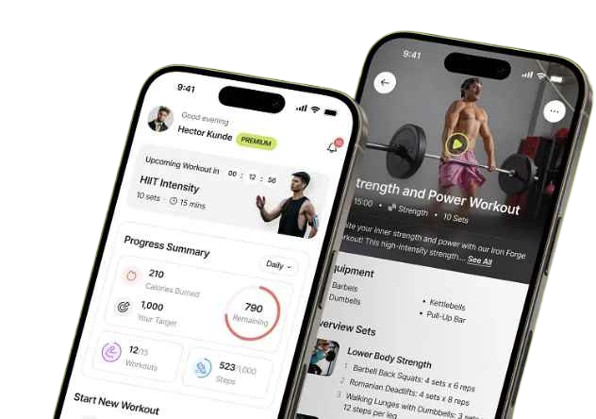 9:41
Good evening
Hector Kunde PREMIUM
Upcoming Workout in 00 : 12 : 56
HIIT Intensity
10 sets · 15 mins
Progress Summary
Daily
210
Calories Burned
1,000
Your Target
790
Remaining
12/15
Workouts
523/1,000
Steps
Start New Workout
9:41
trength and Power Workout
15:00 • Strength • 10 Sets
ite your inner strength and power with our Iron Forge
rkout! This high-intensity strength... See All
quipment
Barbells
Dumbells
• Kettlebells
• Pull-Up Bar
verview Sets
Lower Body Strength
1 Barbell Back Squats: 4 sets x 6 reps
2 Romanian Deadlifts: 4 sets x 8 reps
3 Walking Lunges with Dumbbells: 3 sets
12 steps per leg